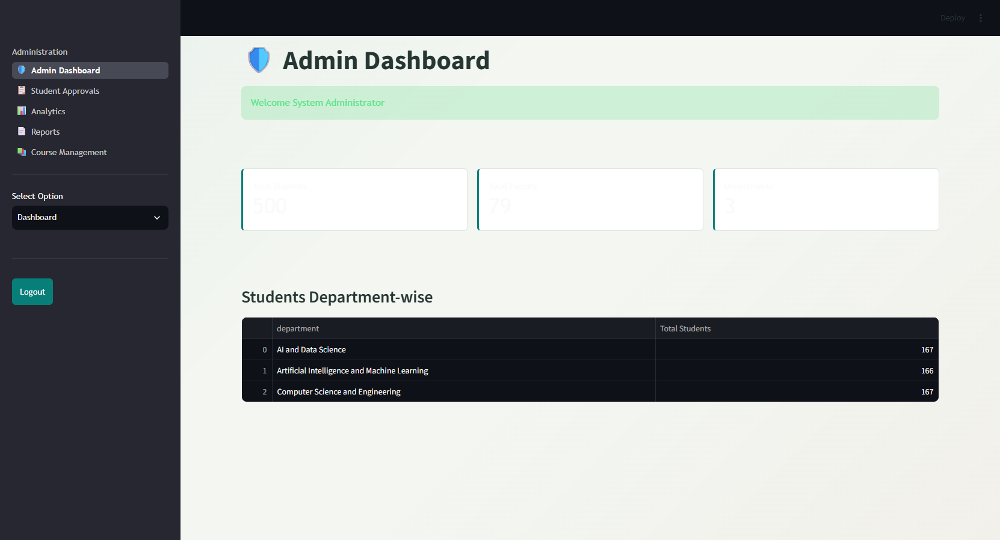 Deploy
Administration
Admin Dashboard
Student Approvals
Analytics
Reports
Course Management
Select Option
Dashboard
Logout
Admin Dashboard
Welcome System Administrator
Total Students
500
Total Faculty
79
Departments
3
Students Department-wise
department Total Students
0 AI and Data Science 167
1 Artificial Intelligence and Machine Learning 166
2 Computer Science and Engineering 167